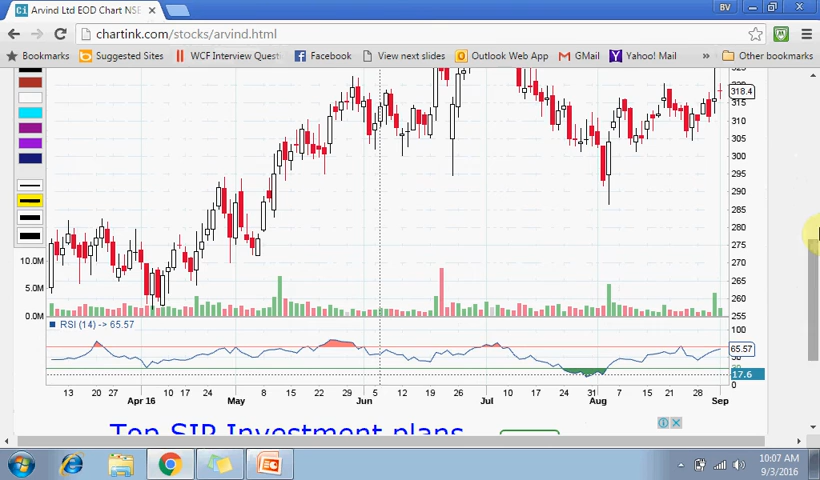 Arvind Ltd EOD Chart NSE
BV
chartink.com/stocks/arvind.html
Bookmarks Suggested Sites WCF Interview Questi Facebook View next slides Outlook Web App GMail Yahoo! Mail » Other bookmarks
325
318.4
315
305
300
295
290
285
280
275
270
265
260
255
10.0M
5.0M
0.0M
RSI (14) -> 65.57
100
65.57
17.6
0
13 20 27 Apr 16 10 17 24 May 8 15 22 Jun 5 12 19 26 Jul 10 17 24 31 Aug 7 15 21 28 Sep
Top SIP Investment plans
10:07 AM
9/3/2016